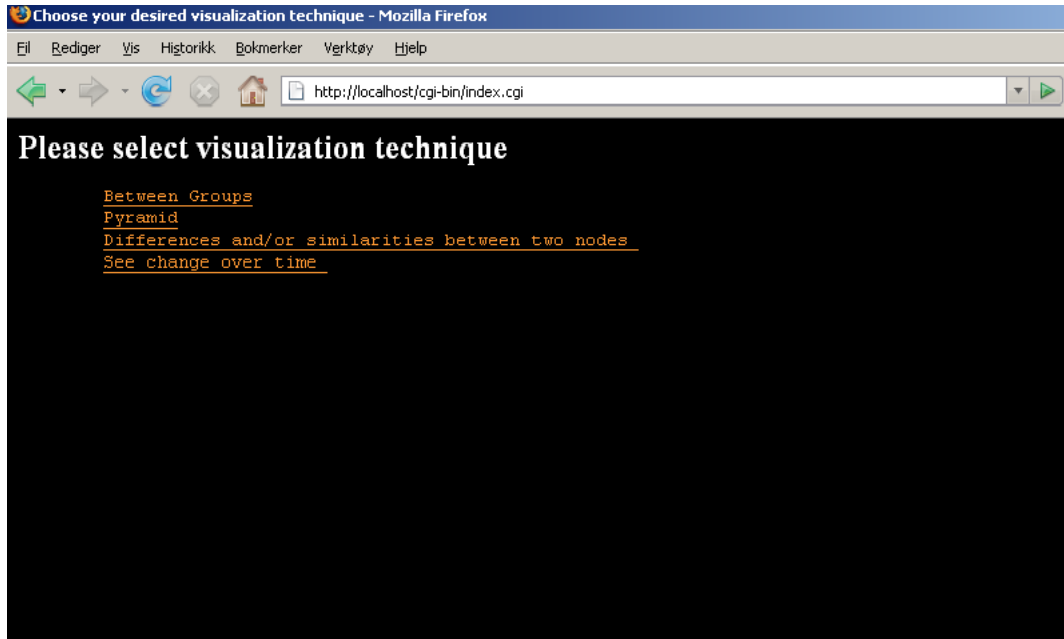 Choose your desired visualization technique - Mozilla Firefox
Fil Rediger Vis Historikk Bokmerker Verktøy Hjelp
http://localhost/cgi-bin/index.cgi
Please select visualization technique
Between Groups
Pyramid
Differences and/or similarities between two nodes
See change over time